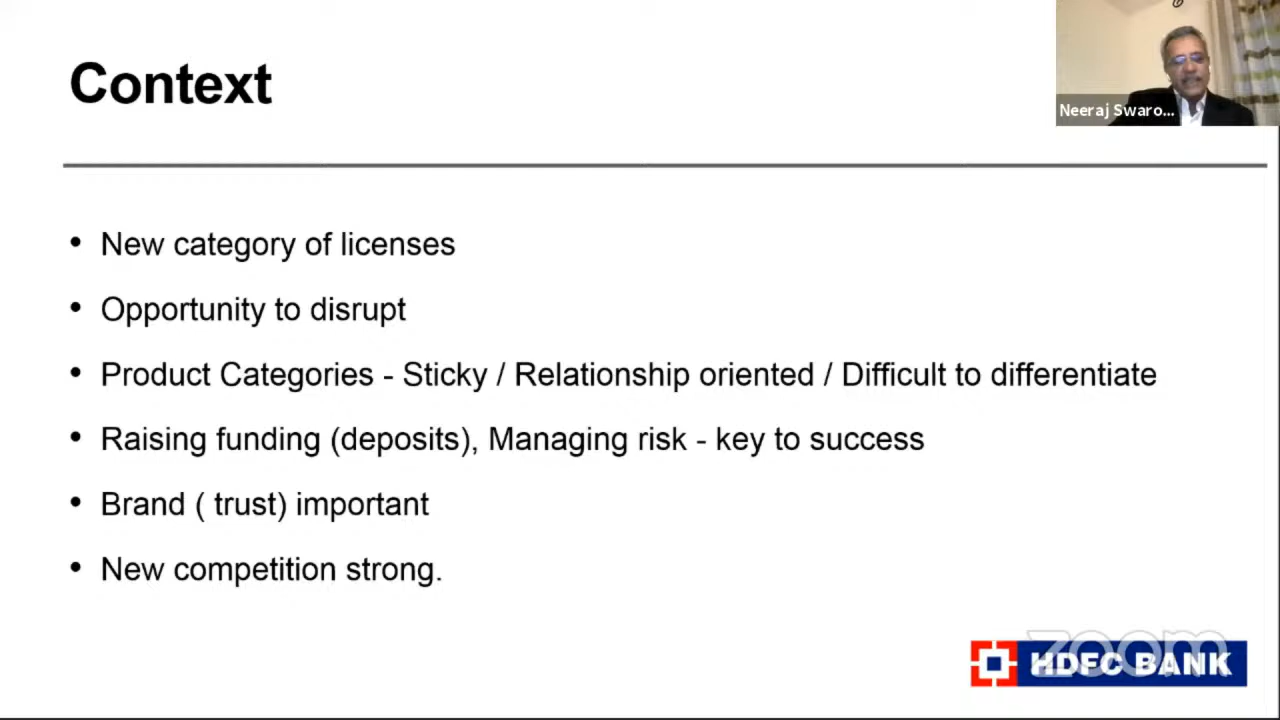 Context
Neeraj Swaro...
• New category of licenses
• Opportunity to disrupt
• Product Categories - Sticky / Relationship oriented / Difficult to differentiate
• Raising funding (deposits), Managing risk - key to success
• Brand ( trust) important
• New competition strong.
zoom
HDFC BANK